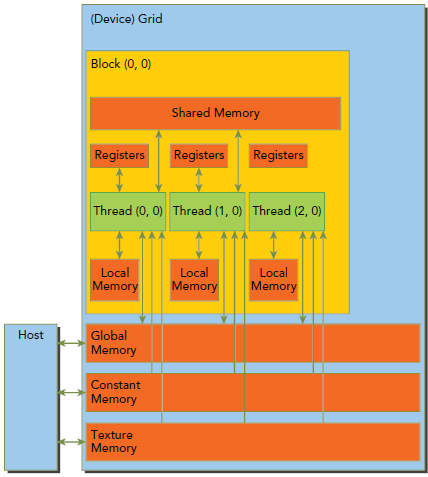 (Device) Grid
Block (0, 0)
Shared Memory
Registers
Registers
Registers
Thread (0, 0)
Thread (1, 0)
Thread (2, 0)
Local
Memory
Local
Memory
Local
Memory
Host
Global
Memory
Constant
Memory
Texture
Memory